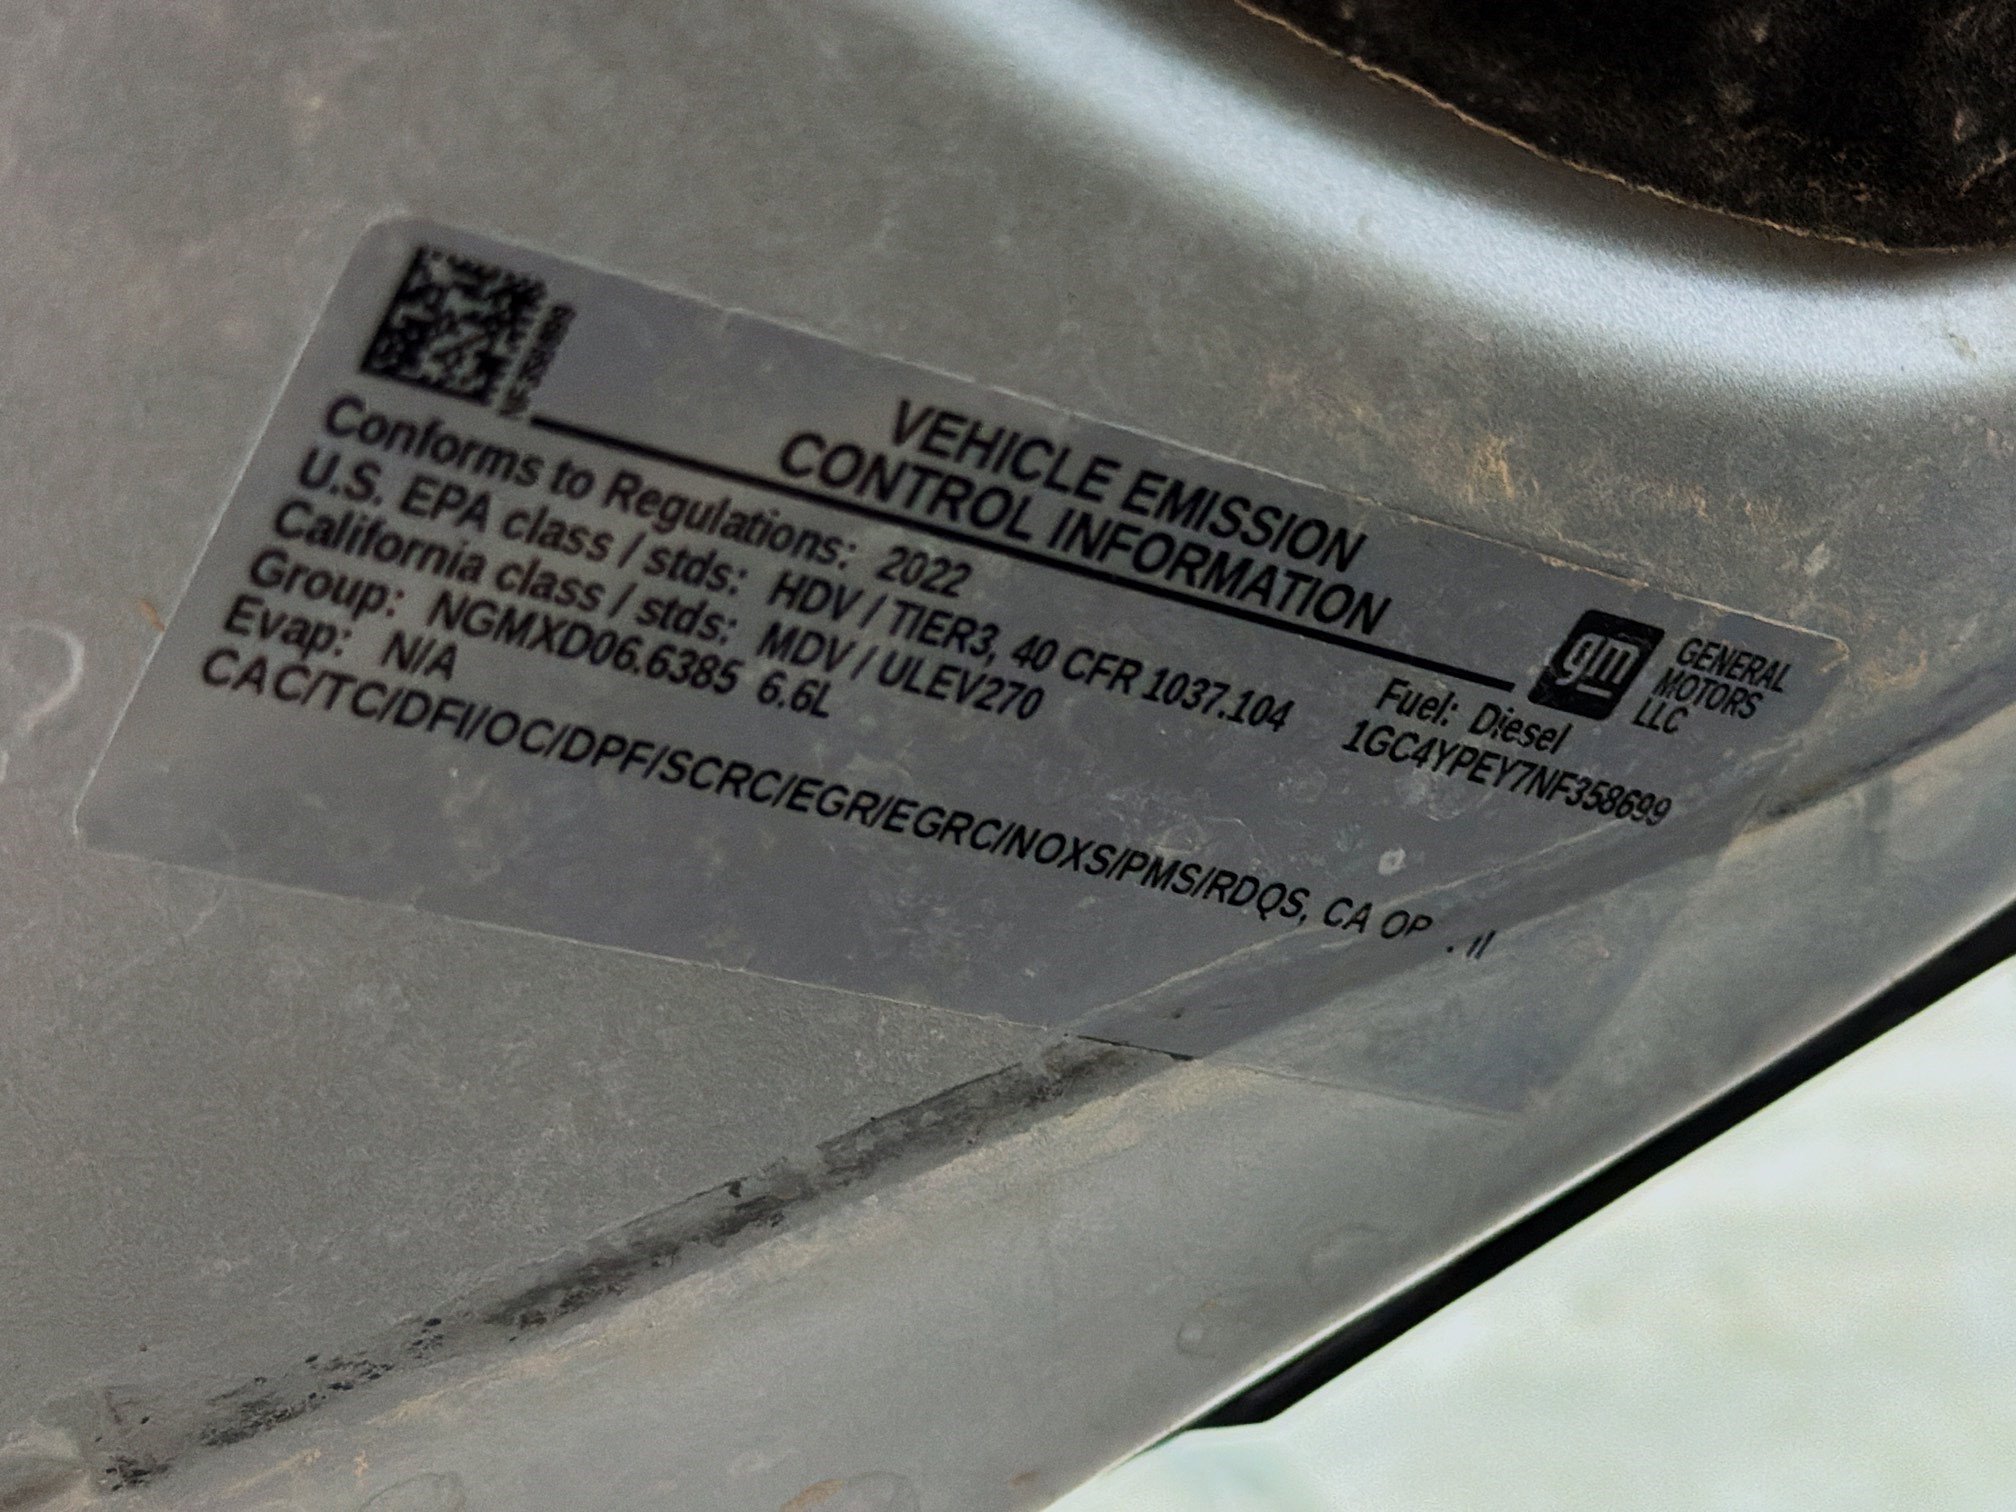 VEHICLE EMISSION
CONTROL INFORMATION
gm
GENERAL
MOTORS
LLC
Conforms to Regulations: 2022
Fuel: Diesel
U.S. EPA class / stds: HDV / TIER3, 40 CFR 1037.104
1GC4YPEY7NF358699
California class / stds: MDV / ULEV270
Group: NGMXD06.6385 6.6L
Evap: N/A
CAC/TC/DFI/OC/DPF/SCRC/EGR/EGRC/NOXS/PMS/RDQS, CA